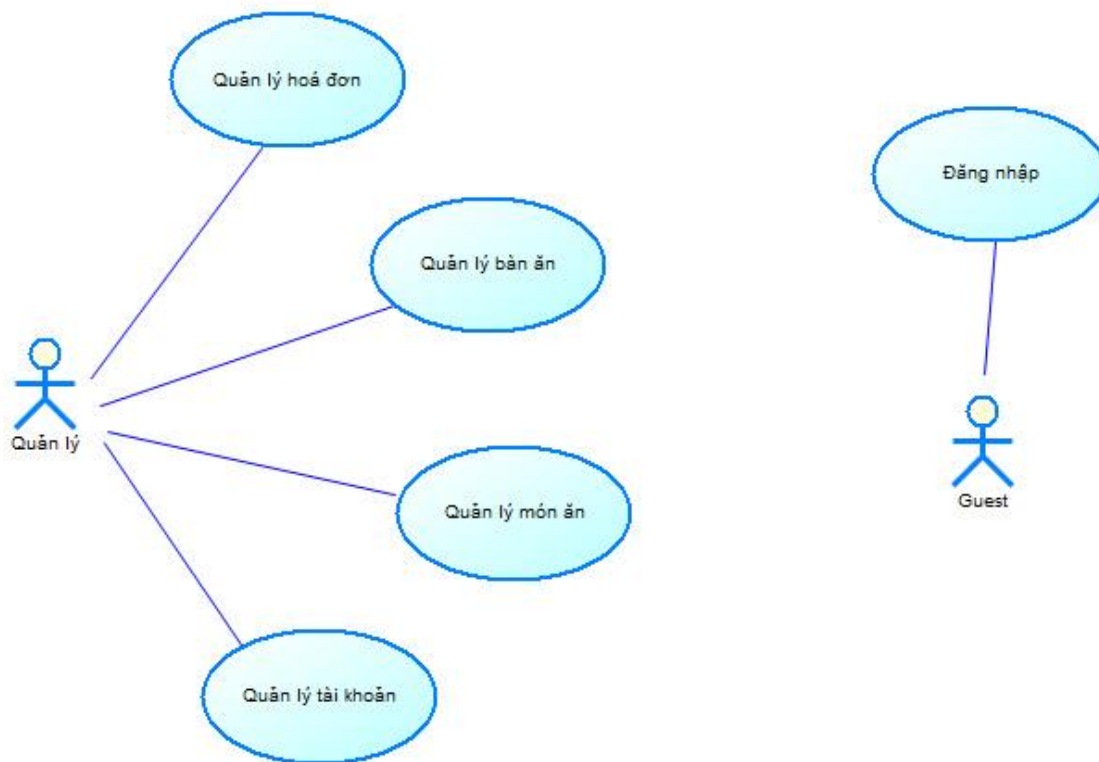 Quản lý hoá đơn
Đăng nhập
Quản lý bàn ăn
Quản lý
Guest
Quản lý món ăn
Quản lý tài khoản